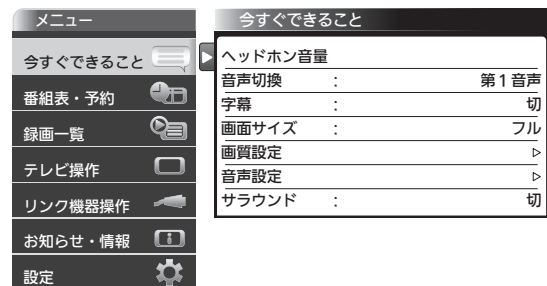 メニュー
今すぐできること
番組表・予約
録画一覧
テレビ操作
リンク機器操作
お知らせ・情報
設定
今すぐできること
ヘッドホン音量
音声切換 : 第1音声
字幕 : 切
画面サイズ : フル
画質設定
音声設定
サラウンド : 切